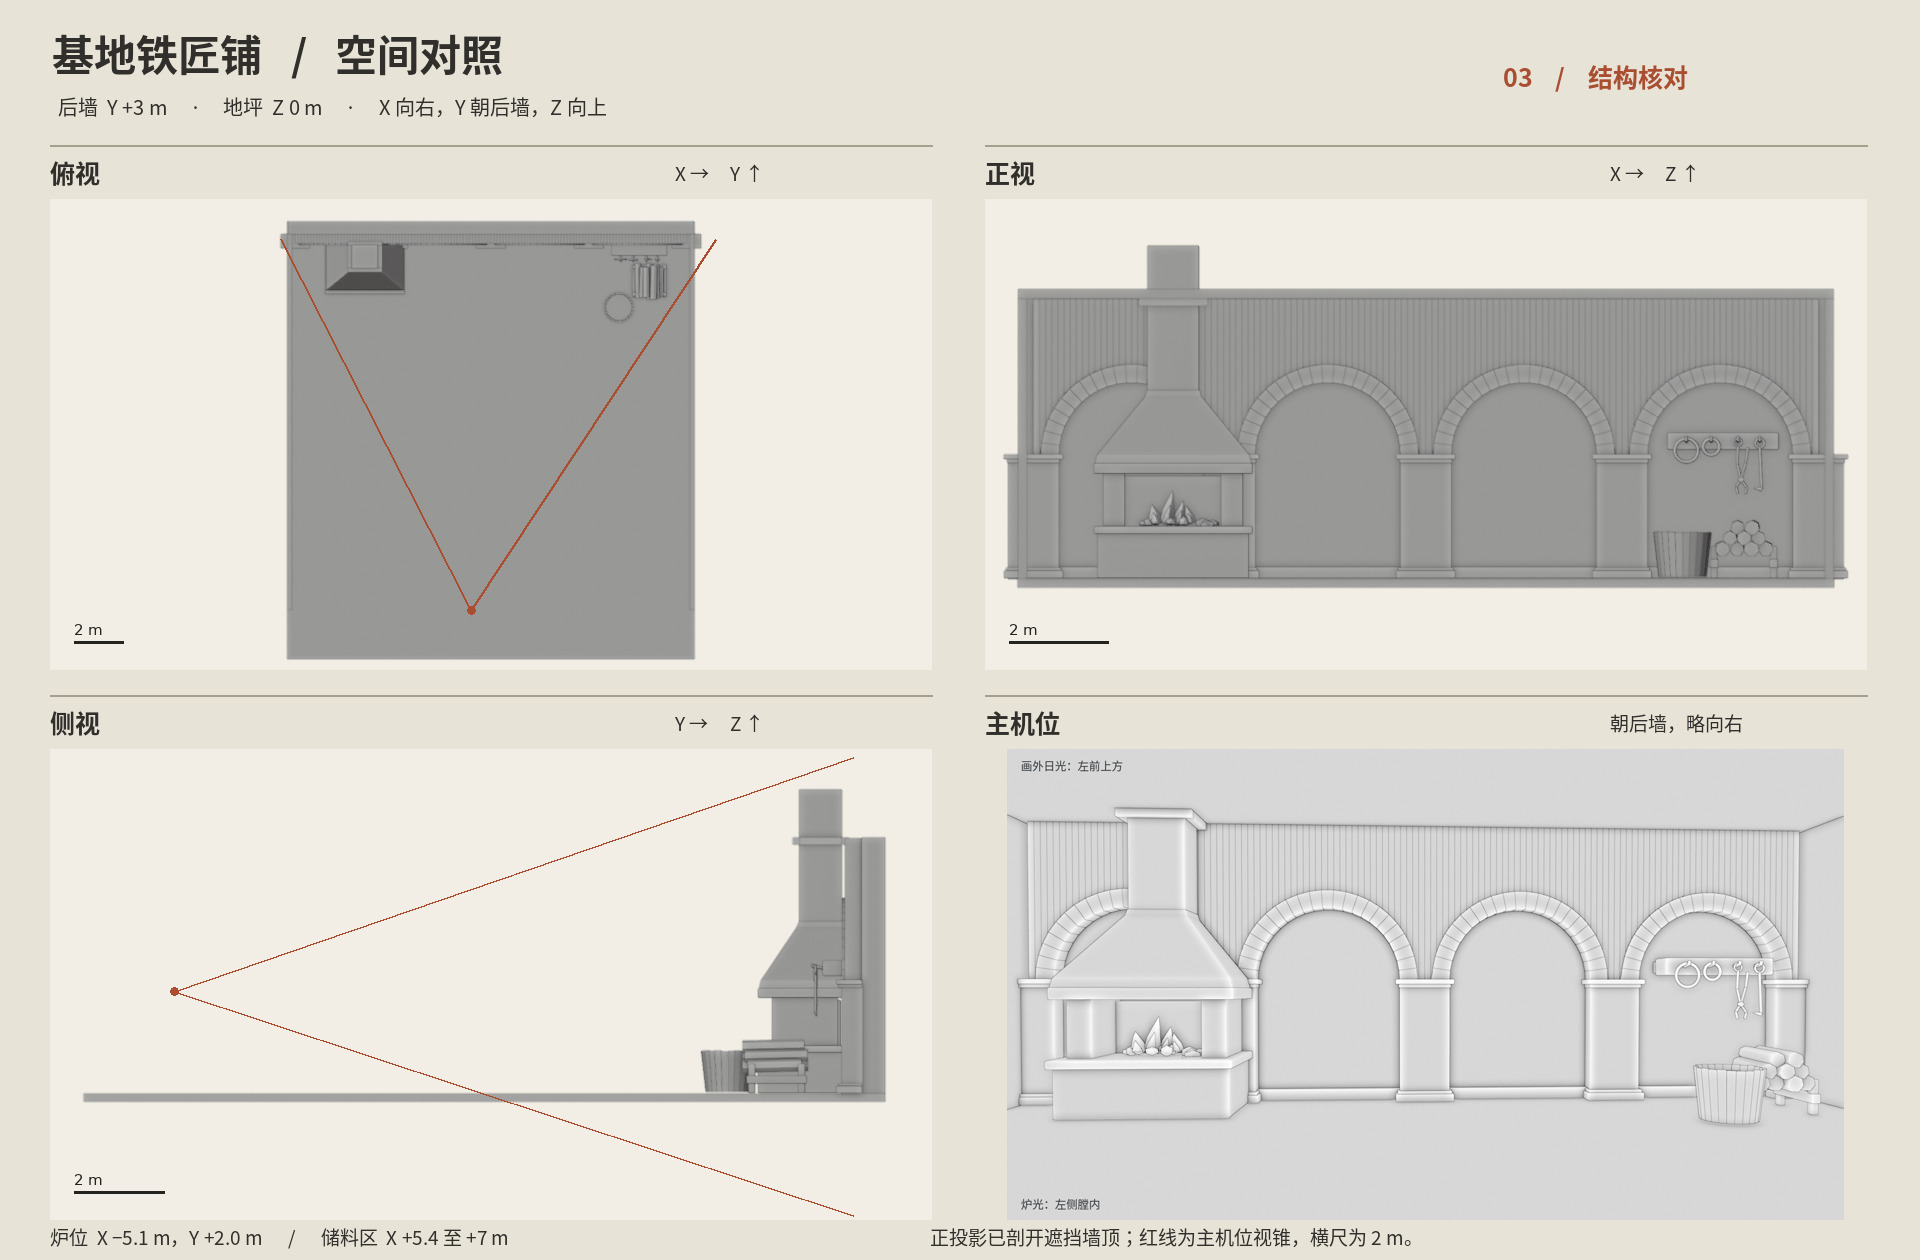 基地铁匠铺 / 空间对照
03 / 结构核对
后墙 Y +3 m · 地坪 Z 0 m · X 向右，Y 朝后墙，Z 向上
俯视 X→ Y ↑
2 m
正视 X→ Z ↑
2 m
侧视 Y→ Z ↑
2 m
主机位 朝后墙，略向右
画外日光：左前上方
炉光：左侧膛内
炉位 X −5.1 m，Y +2.0 m / 储料区 X +5.4 至 +7 m
正投影已剖开遮挡墙顶；红线为主机位视锥，横尺为 2 m。